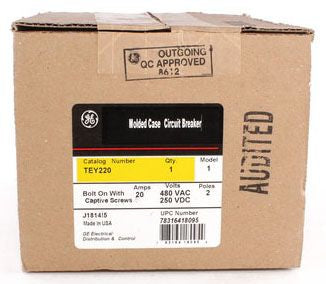 OUTGOING
QC APPROVED
8612
AUDITED
GE
Molded Case Circuit Breaker
Catalog Number Qty. Model
TEY220 1 1
Bolt On With Amps Volts Poles
Captive Screws 20 480 VAC 2
250 VDC
J1814/5 UPC Number
Made in USA 78316418095
GE Electrical
Distribution & Control